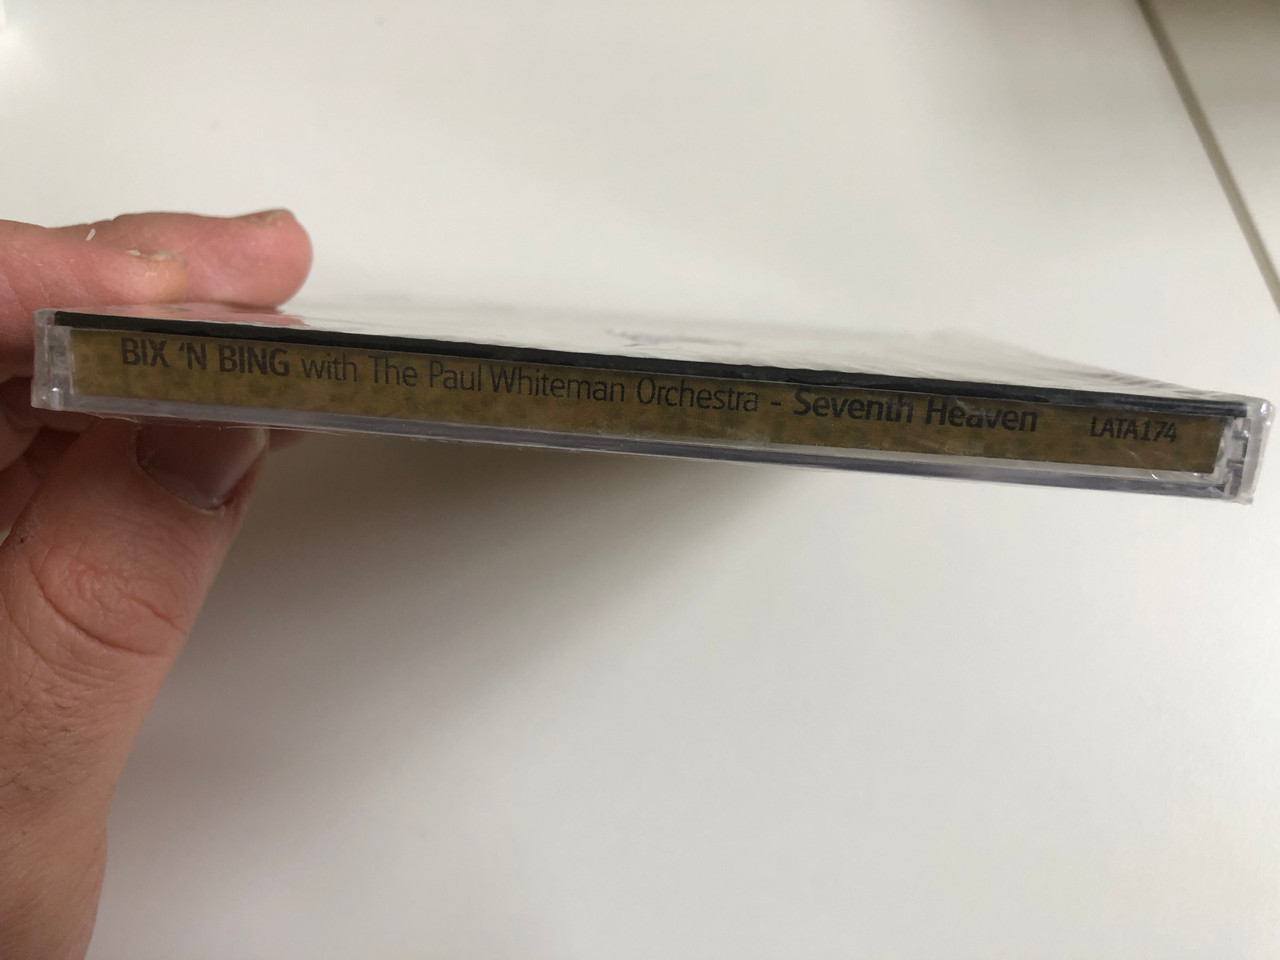 BIX 'N BING with The Paul Whiteman Orchestra - Seventh Heaven LATA174